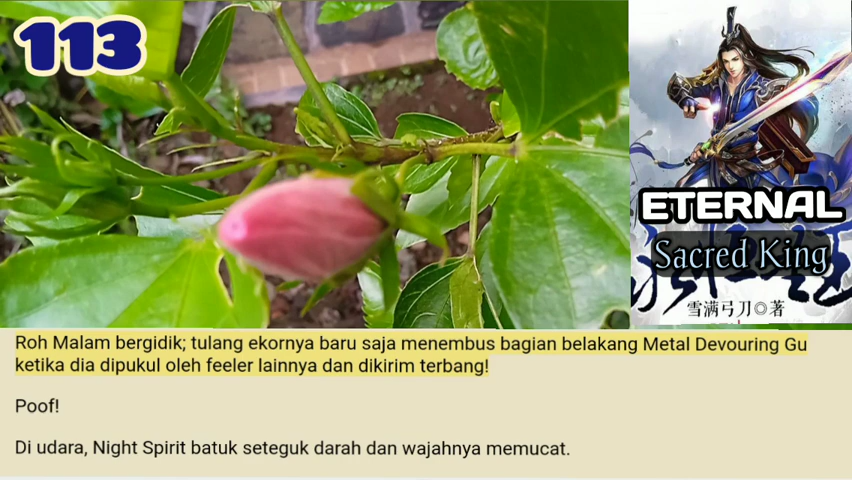 113
ETERNAL
Sacred King
雪满弓刀◎著
Roh Malam bergidik; tulang ekornya baru saja menembus bagian belakang Metal Devouring Gu
ketika dia dipukul oleh feeler lainnya dan dikirim terbang!
Poof!
Di udara, Night Spirit batuk seteguk darah dan wajahnya memucat.